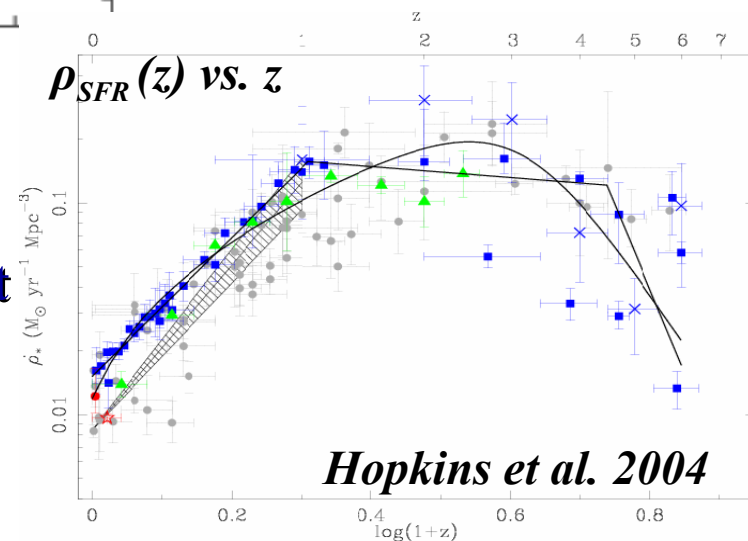 z
0 1 2 3 4 5 6 7
ρSFR (z) vs. z
0.1
ρ̇* (M⊙ yr−1 Mpc−3)
t
0.01
Hopkins et al. 2004
0 0.2 0.4 0.6 0.8
log(1+z)